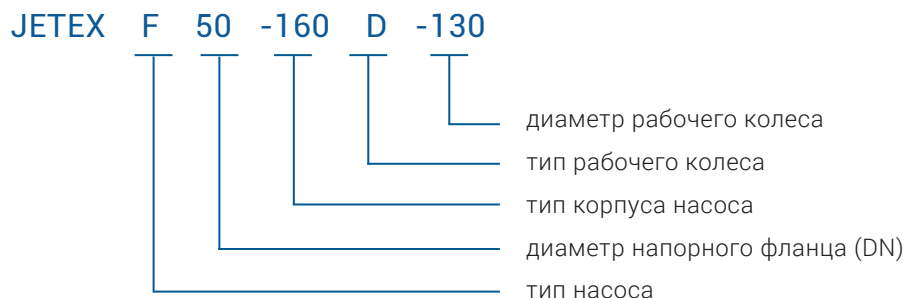 JETEX F 50 -160 D -130
диаметр рабочего колеса
тип рабочего колеса
тип корпуса насоса
диаметр напорного фланца (DN)
тип насоса